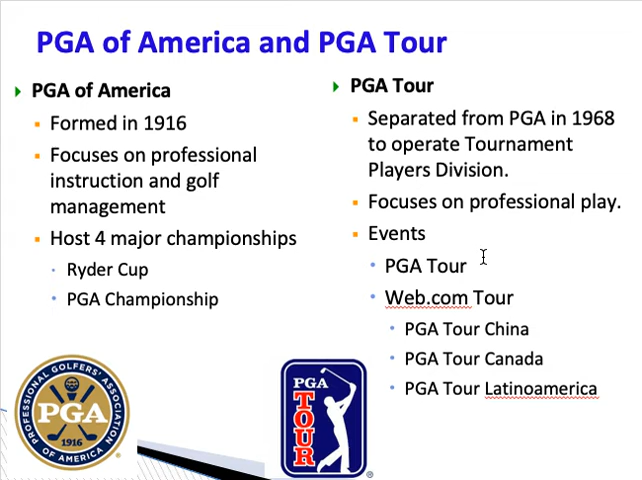 PGA of America and PGA Tour
PGA of America
Formed in 1916
Focuses on professional
instruction and golf
management
Host 4 major championships
Ryder Cup
PGA Championship
PGA Tour
Separated from PGA in 1968
to operate Tournament
Players Division.
Focuses on professional play.
Events
PGA Tour
Web.com Tour
PGA Tour China
PGA Tour Canada
PGA Tour Latinoamerica
PROFESSIONAL GOLFERS' ASSOCIATION
PGA
1916
OF AMERICA
PGA
TOUR
®